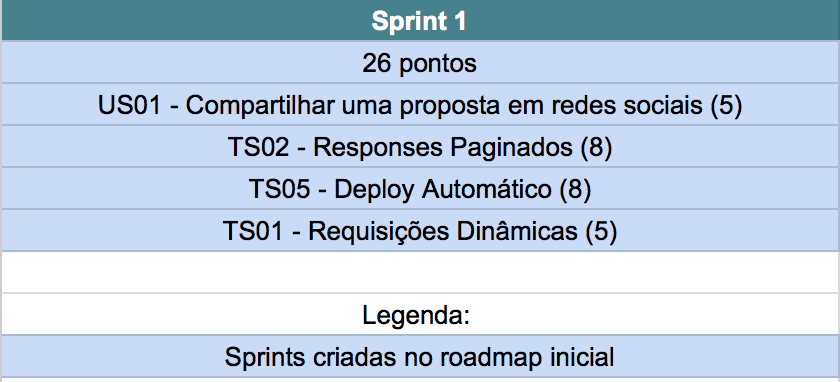 Sprint 1
26 pontos
US01 - Compartilhar uma proposta em redes sociais (5)
TS02 - Responses Paginados (8)
TS05 - Deploy Automático (8)
TS01 - Requisições Dinâmicas (5)
Legenda:
Sprints criadas no roadmap inicial